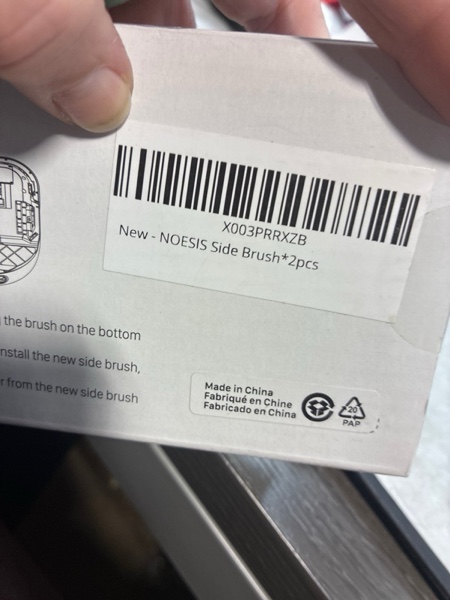 X003PRRXZB
New - NOESIS Side Brush*2pcs
the brush on the bottom
nstall the new side brush,
r from the new side brush
Made in China
Fabriqué en Chine
Fabricado en China
20
PAP